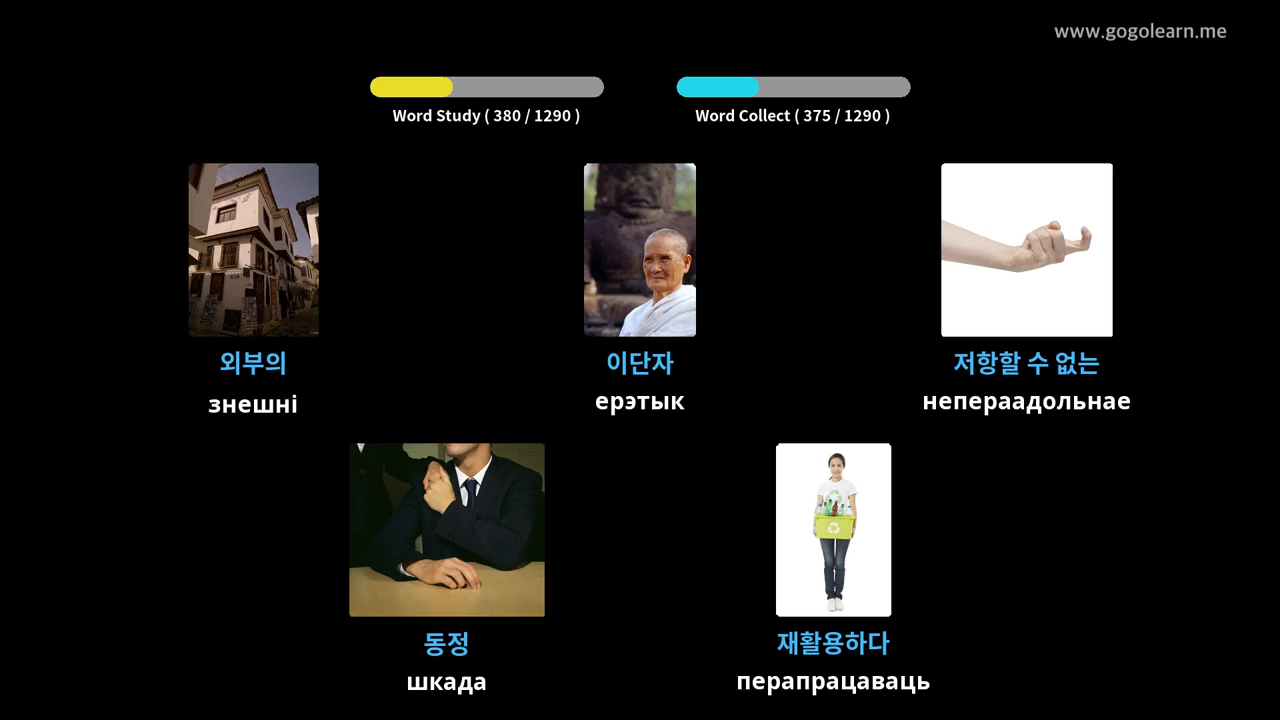 www.gogolearn.me
Word Study ( 380 / 1290 )
Word Collect ( 375 / 1290 )
외부의
знешні
이단자
ерэтык
저항할 수 없는
непераадольнае
동정
шкада
재활용하다
перапрацаваць